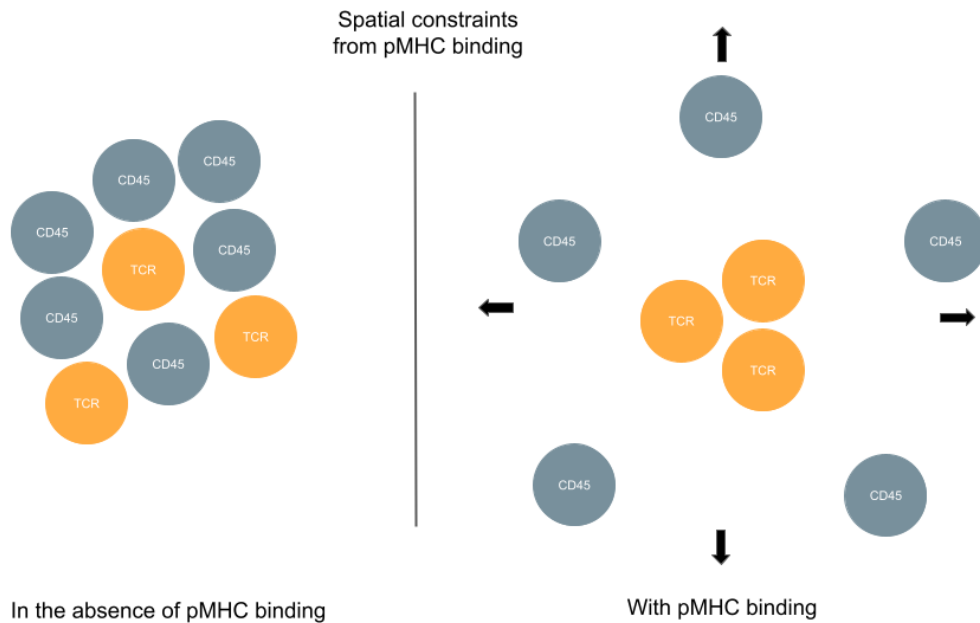 Spatial constraints
from pMHC binding
CD45
CD45
CD45
CD45
TCR
CD45
CD45
TCR
TCR
CD45
CD45
CD45
TCR
TCR
TCR
CD45
CD45
In the absence of pMHC binding
With pMHC binding